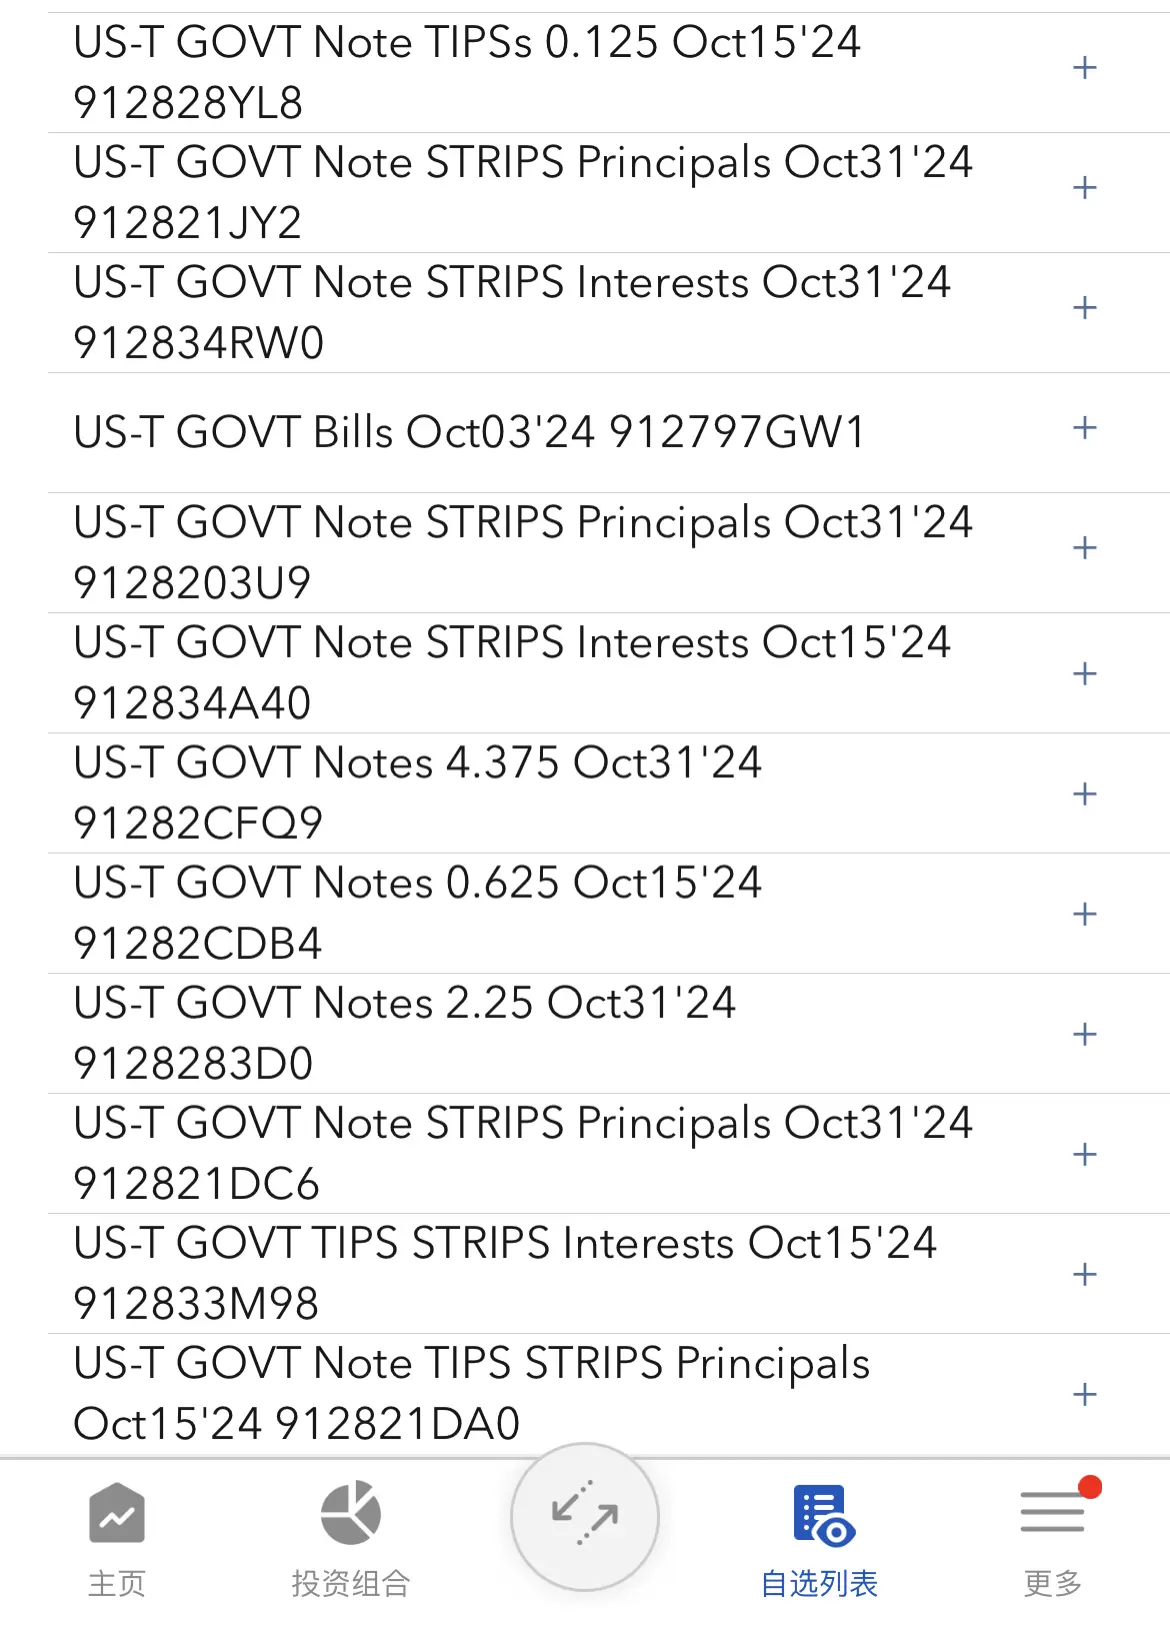 US-T GOVT Note TIPSs 0.125 Oct15'24
912828YL8
US-T GOVT Note STRIPS Principals Oct31'24
912821JY2
US-T GOVT Note STRIPS Interests Oct31'24
912834RW0
US-T GOVT Bills Oct03'24 912797GW1
US-T GOVT Note STRIPS Principals Oct31'24
9128203U9
US-T GOVT Note STRIPS Interests Oct15'24
912834A40
US-T GOVT Notes 4.375 Oct31'24
91282CFQ9
US-T GOVT Notes 0.625 Oct15'24
91282CDB4
US-T GOVT Notes 2.25 Oct31'24
9128283D0
US-T GOVT Note STRIPS Principals Oct31'24
912821DC6
US-T GOVT TIPS STRIPS Interests Oct15'24
912833M98
US-T GOVT Note TIPS STRIPS Principals
Oct15'24 912821DA0
主页
投资组合
自选列表
更多